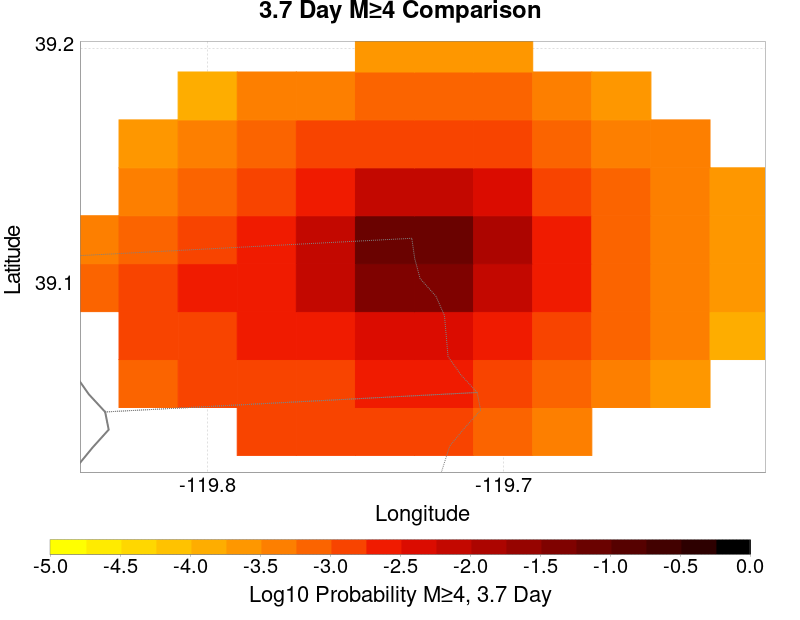 3.7 Day M≥4 Comparison
39.2
39.1
Latitude
-119.8 -119.7
Longitude
-5.0 -4.5 -4.0 -3.5 -3.0 -2.5 -2.0 -1.5 -1.0 -0.5 0.0
Log10 Probability M≥4, 3.7 Day